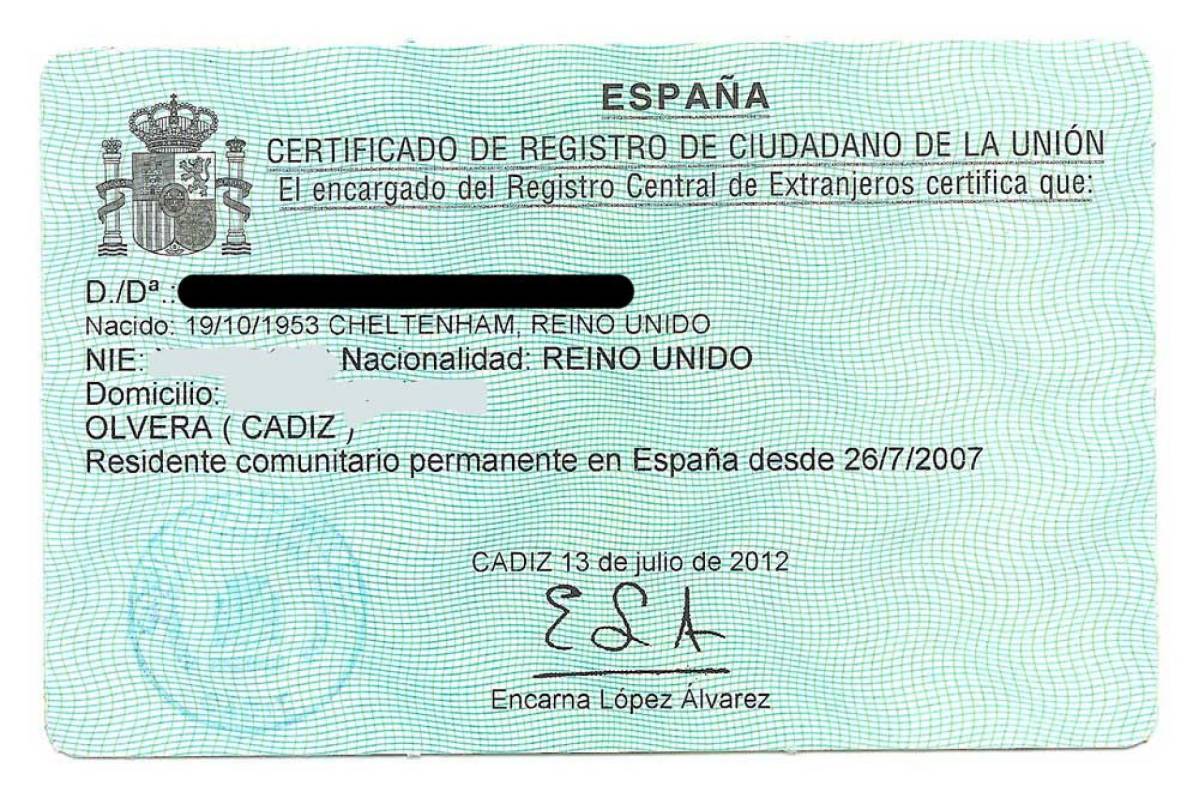 ESPAÑA
CERTIFICADO DE REGISTRO DE CIUDADANO DE LA UNIÓN
El encargado del Registro Central de Extranjeros certifica que:
D./Dª.:
Nacido: 19/10/1953 CHELTENHAM, REINO UNIDO
NIE: Nacionalidad: REINO UNIDO
Domicilio:
OLVERA ( CADIZ )
Residente comunitario permanente en España desde 26/7/2007
CADIZ 13 de julio de 2012
ELA
Encarna López Álvarez